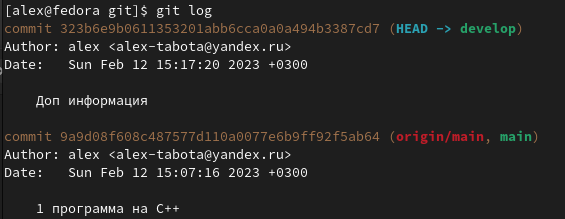 [alex@fedora git]$ git log
commit 323b6e9b0611353201abb6cca0a0a494b3387cd7 (HEAD -> develop)
Author: alex <alex-tabota@yandex.ru>
Date:   Sun Feb 12 15:17:20 2023 +0300
Доп информация
commit 9a9d08f608c487577d110a0077e6b9ff92f5ab64 (origin/main, main)
Author: alex <alex-tabota@yandex.ru>
Date:   Sun Feb 12 15:07:16 2023 +0300
1 программа на C++